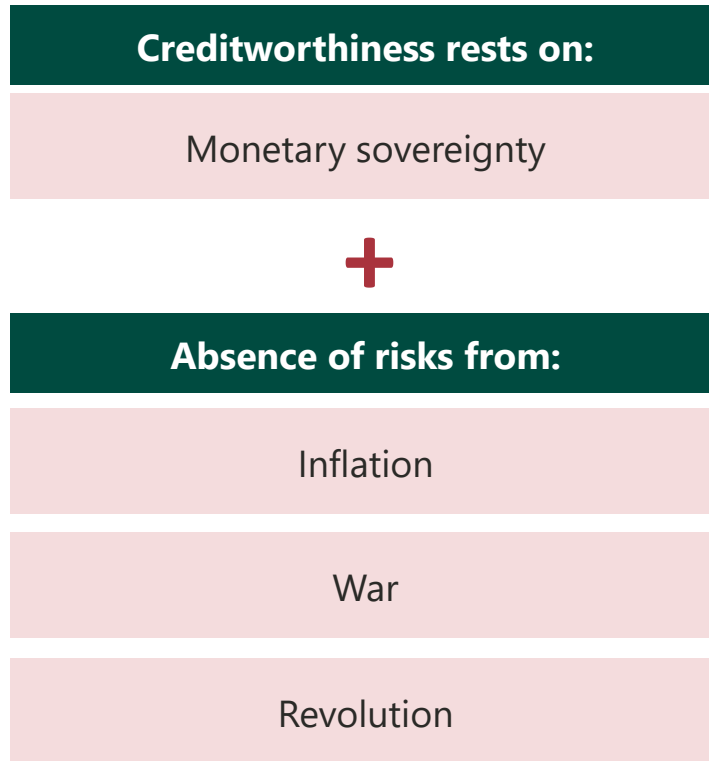 Creditworthiness rests on:
Monetary sovereignty
+
Absence of risks from:
Inflation
War
Revolution